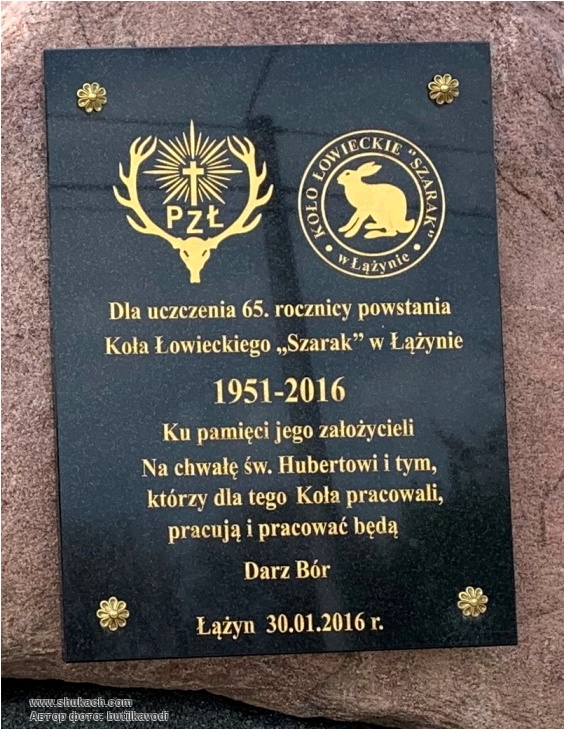 PZŁ
KOŁO ŁOWIECKIE "SZARAK"
w Łążynie
Dla uczczenia 65. rocznicy powstania
Koła Łowieckiego „Szarak” w Łążynie
1951-2016
Ku pamięci jego założycieli
Na chwałę św. Hubertowi i tym,
którzy dla tego Koła pracowali,
pracują i pracować będą
Darz Bór
Łążyn 30.01.2016 r.
www.shukach.com
Автор фото: butijkavodi